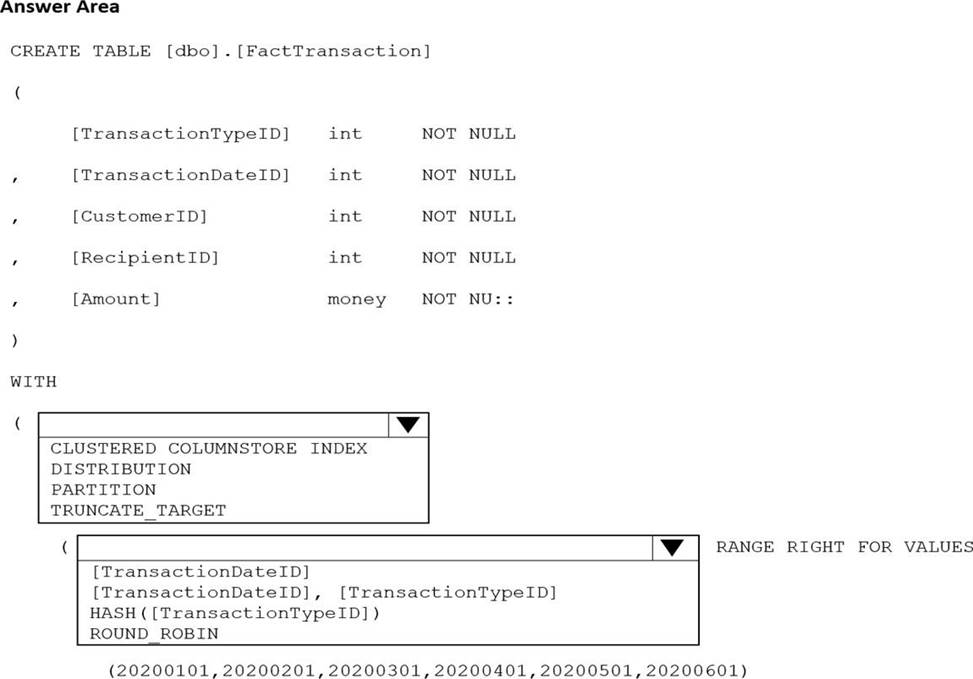 Answer Area
CREATE TABLE [dbo].[FactTransaction]
(
[TransactionTypeID] int NOT NULL
, [TransactionDateID] int NOT NULL
, [CustomerID] int NOT NULL
, [RecipientID] int NOT NULL
, [Amount] money NOT NU::
)
WITH
(
CLUSTERED COLUMNSTORE INDEX
DISTRIBUTION
PARTITION
TRUNCATE_TARGET
( RANGE RIGHT FOR VALUES
[TransactionDateID]
[TransactionDateID], [TransactionTypeID]
HASH([TransactionTypeID])
ROUND_ROBIN
(20200101,20200201,20200301,20200401,20200501,20200601)